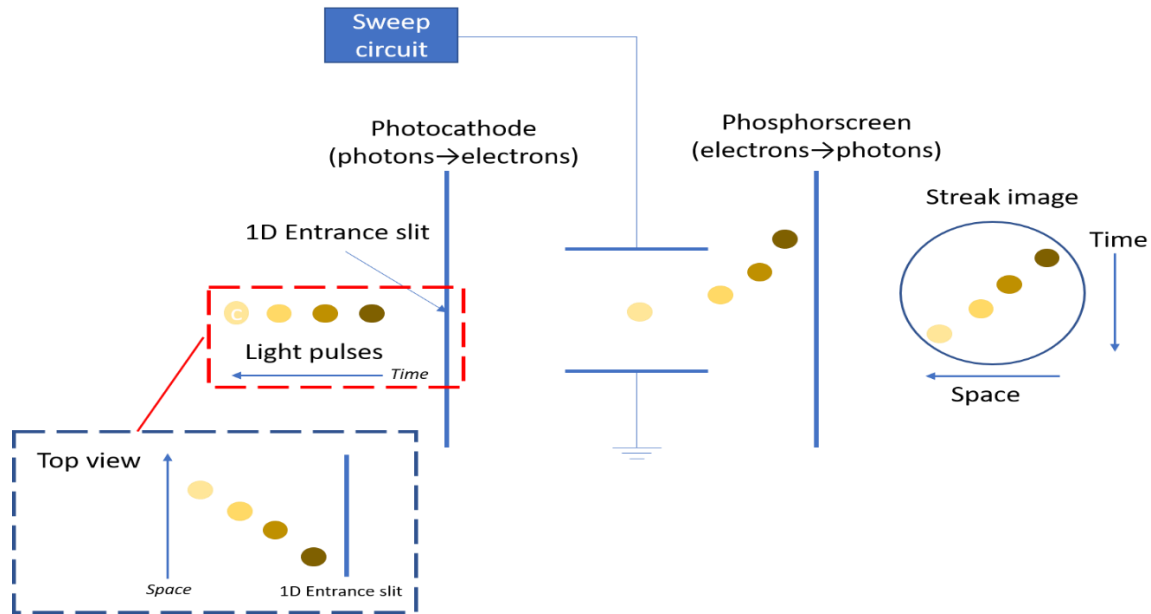 Sweep
circuit
Photocathode
(photons→electrons)
Phosphorscreen
(electrons→photons)
Streak image
Time
1D Entrance slit
C
Light pulses
Time
Space
Top view
Space
1D Entrance slit